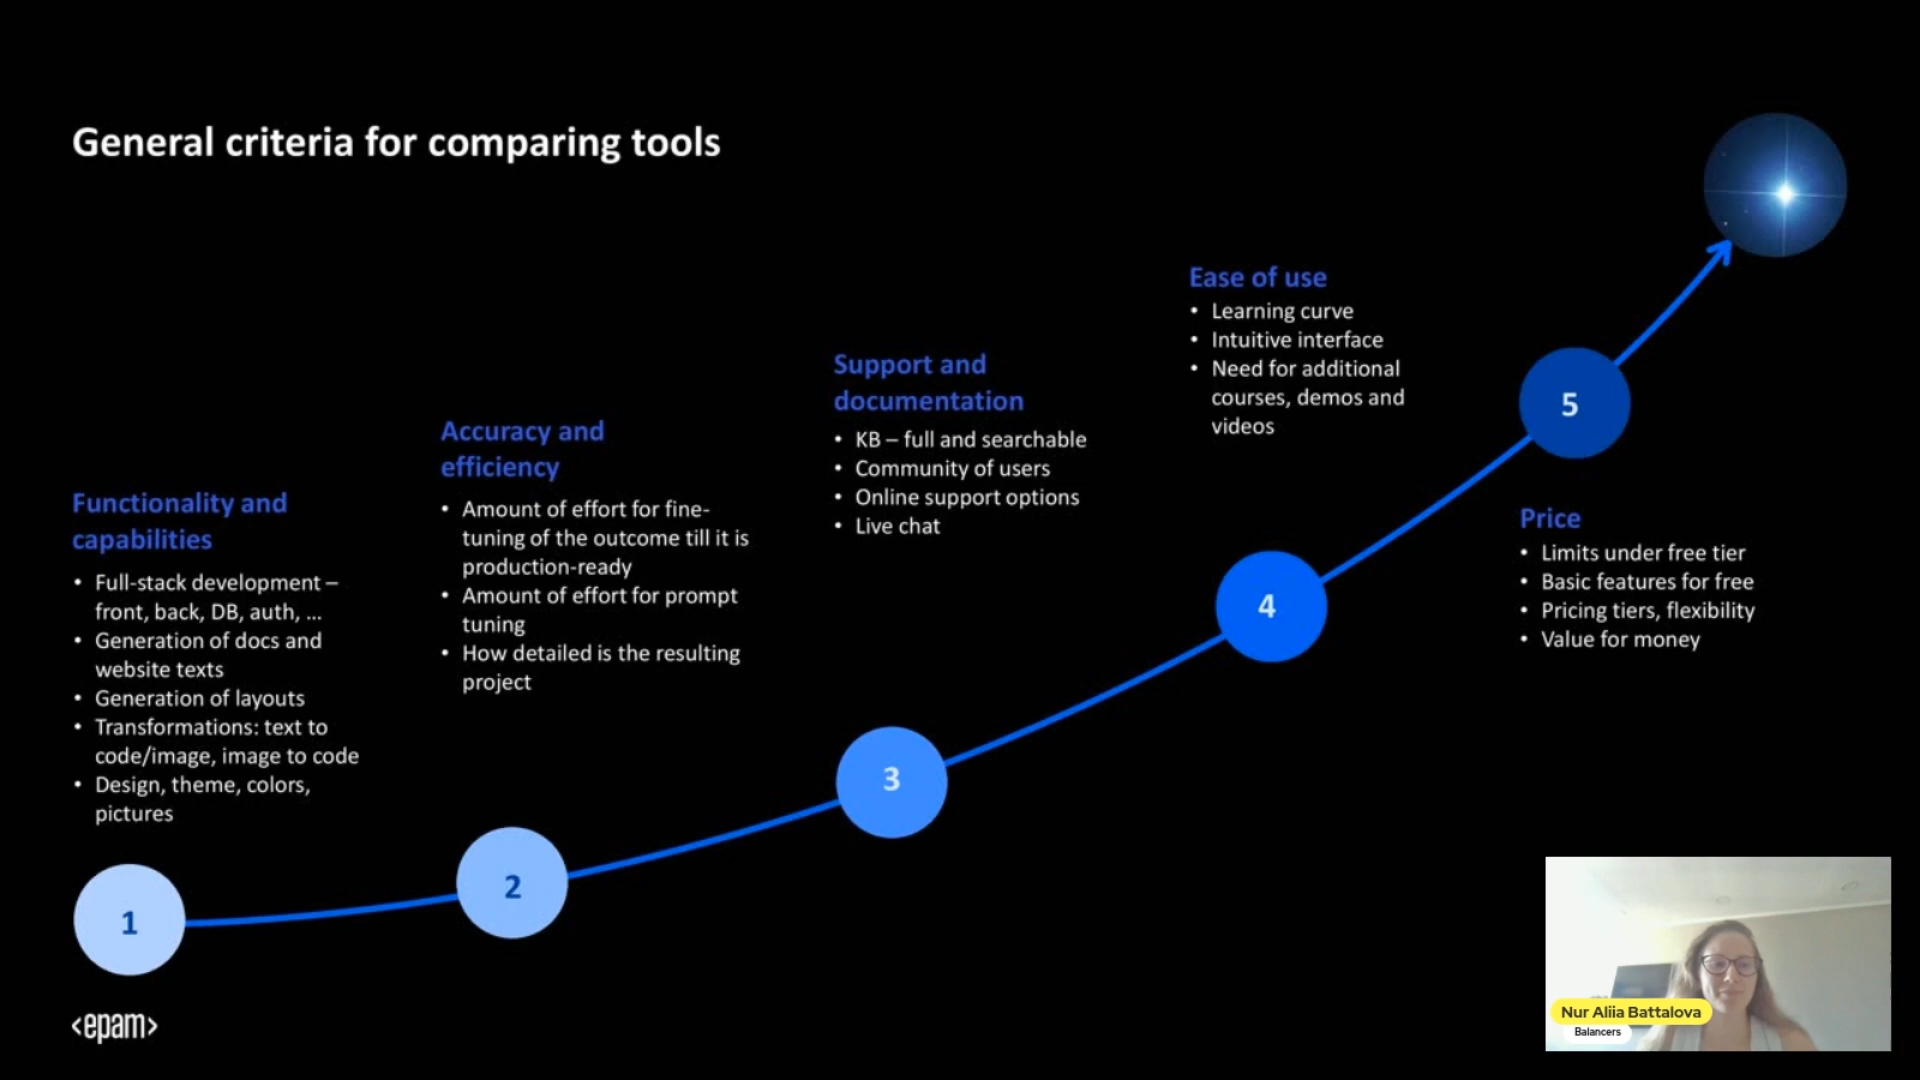 General criteria for comparing tools
Functionality and
capabilities
• Full-stack development –
front, back, DB, auth, ...
• Generation of docs and
website texts
• Generation of layouts
• Transformations: text to
code/image, image to code
• Design, theme, colors,
pictures
1
Accuracy and
efficiency
• Amount of effort for fine-
tuning of the outcome till it is
production-ready
• Amount of effort for prompt
tuning
• How detailed is the resulting
project
2
Support and
documentation
• KB – full and searchable
• Community of users
• Online support options
• Live chat
3
Ease of use
• Learning curve
• Intuitive interface
• Need for additional
courses, demos and
videos
4
5
Price
• Limits under free tier
• Basic features for free
• Pricing tiers, flexibility
• Value for money
<epam>
Nur Aliia Battalova
Balancers